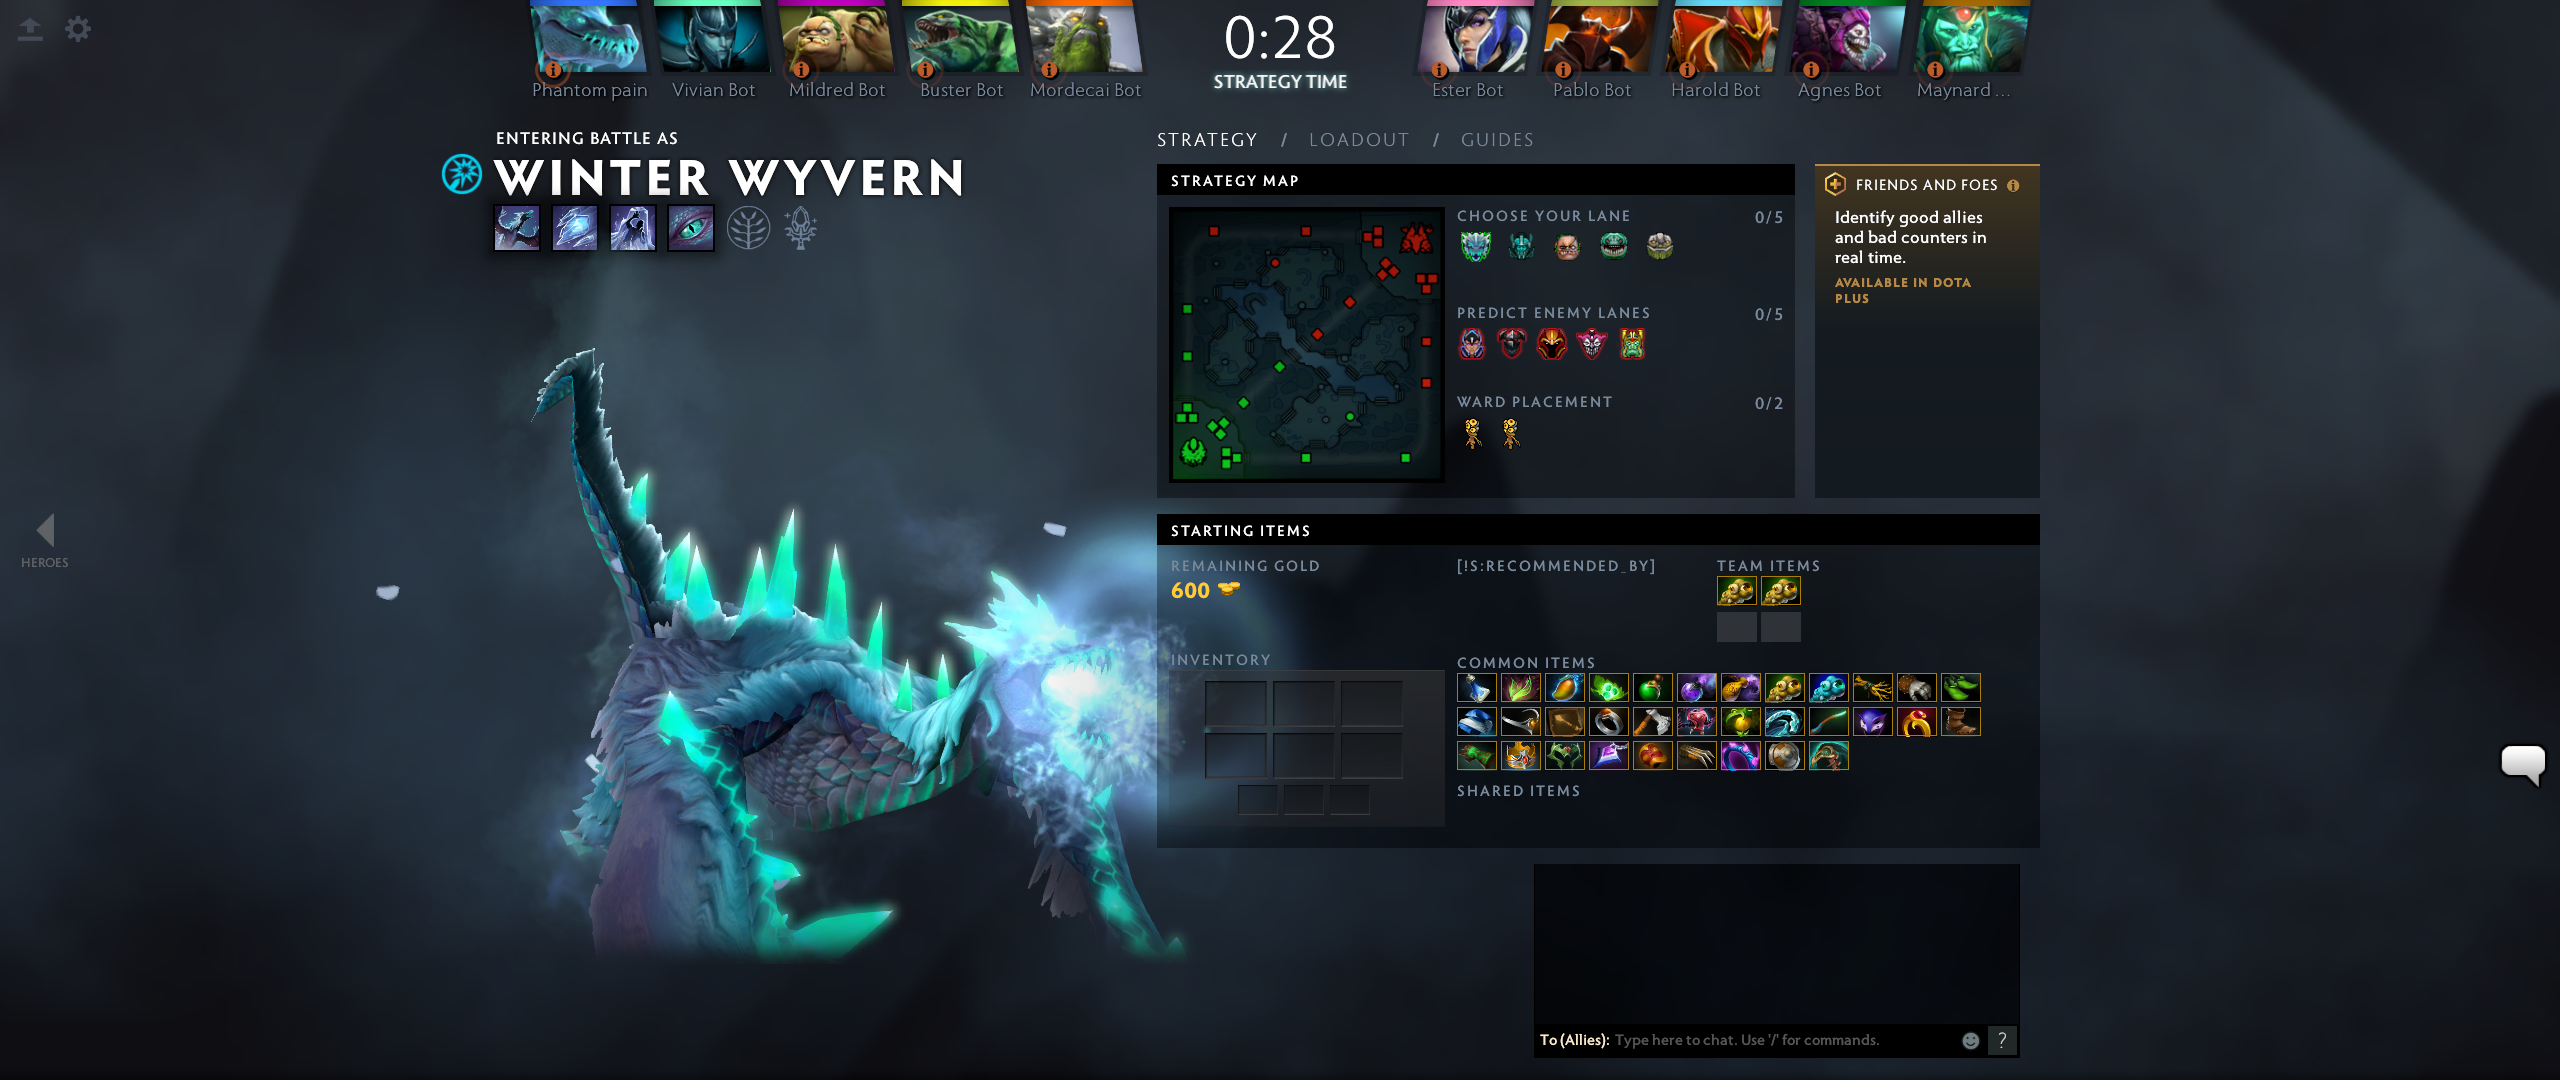 0:28
STRATEGY TIME
Phantom pain
Vivian Bot
Mildred Bot
Buster Bot
Mordecai Bot
Ester Bot
Pablo Bot
Harold Bot
Agnes Bot
Maynard ...
ENTERING BATTLE AS
WINTER WYVERN
STRATEGY / LOADOUT / GUIDES
STRATEGY MAP
CHOOSE YOUR LANE 0/5
PREDICT ENEMY LANES 0/5
WARD PLACEMENT 0/2
FRIENDS AND FOES
Identify good allies
and bad counters in
real time.
AVAILABLE IN DOTA
PLUS
HEROES
STARTING ITEMS
REMAINING GOLD
600
[!S:RECOMMENDED_BY]
TEAM ITEMS
INVENTORY
COMMON ITEMS
SHARED ITEMS
To (Allies): Type here to chat. Use '/' for commands.
?